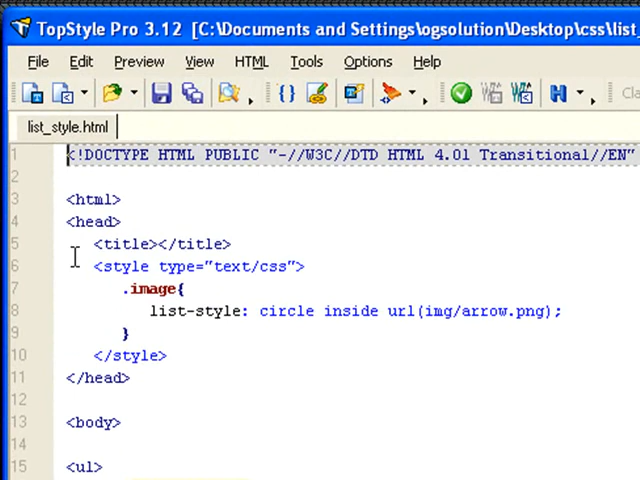 TopStyle Pro 3.12 [C:\Documents and Settings\ogsolution\Desktop\css\list_
File Edit Preview View HTML Tools Options Help
Cla
list_style.html
1 <!DOCTYPE HTML PUBLIC "-//W3C//DTD HTML 4.01 Transitional//EN"
2
3 <html>
4 <head>
5 <title></title>
6 <style type="text/css">
7 .image{
8 list-style: circle inside url(img/arrow.png);
9 }
10 </style>
11 </head>
12
13 <body>
14
15 <ul>